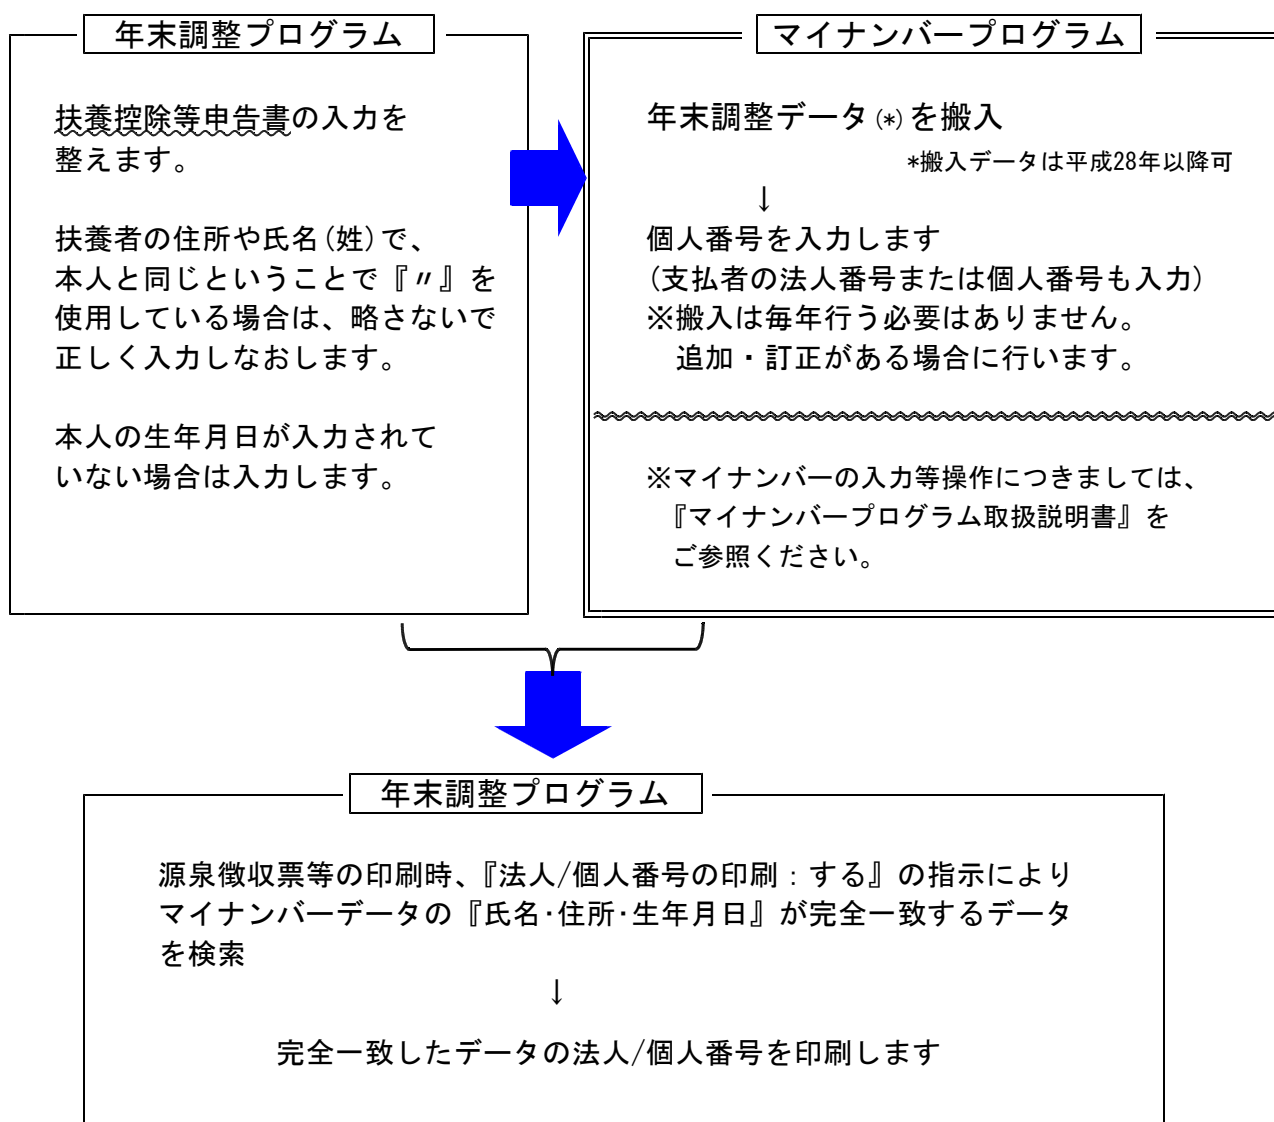 年末調整プログラム
扶養控除等申告書の入力を
整えます。
扶養者の住所や氏名(姓)で、
本人と同じということで『〃』を
使用している場合は、略さないで
正しく入力しなおします。
本人の生年月日が入力されて
いない場合は入力します。
マイナンバープログラム
年末調整データ(*)を搬入
*搬入データは平成28年以降可
↓
個人番号を入力します
(支払者の法人番号または個人番号も入力)
※搬入は毎年行う必要はありません。
追加・訂正がある場合に行います。
※マイナンバーの入力等操作につきましては、
『マイナンバープログラム取扱説明書』を
ご参照ください。
年末調整プログラム
源泉徴収票等の印刷時、『法人/個人番号の印刷:する』の指示により
マイナンバーデータの『氏名・住所・生年月日』が完全一致するデータ
を検索
↓
完全一致したデータの法人/個人番号を印刷します